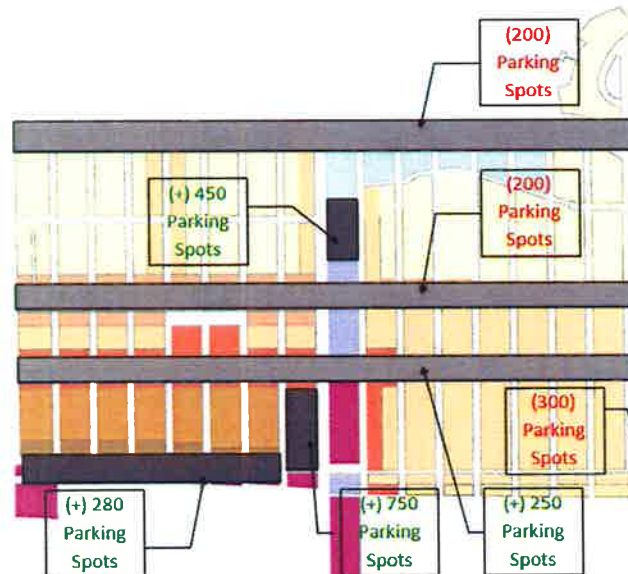 (200)
Parking
Spots
(+) 450
Parking
Spots
(200)
Parking
Spots
(300)
Parking
Spots
(+) 280
Parking
Spots
(+) 750
Parking
Spots
(+) 250
Parking
Spots